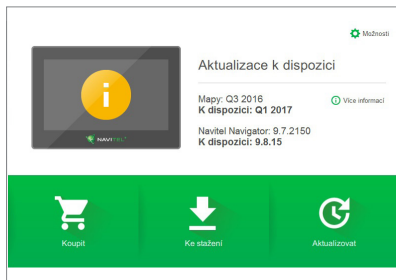 Možnosti
Aktualizace k dispozici
Mapy: Q3 2016
Více informací
K dispozici: Q1 2017
Navitel Navigator: 9.7.2150
K dispozici: 9.8.15
NAVITEL
Koupit
Ke stažení
Aktualizovat